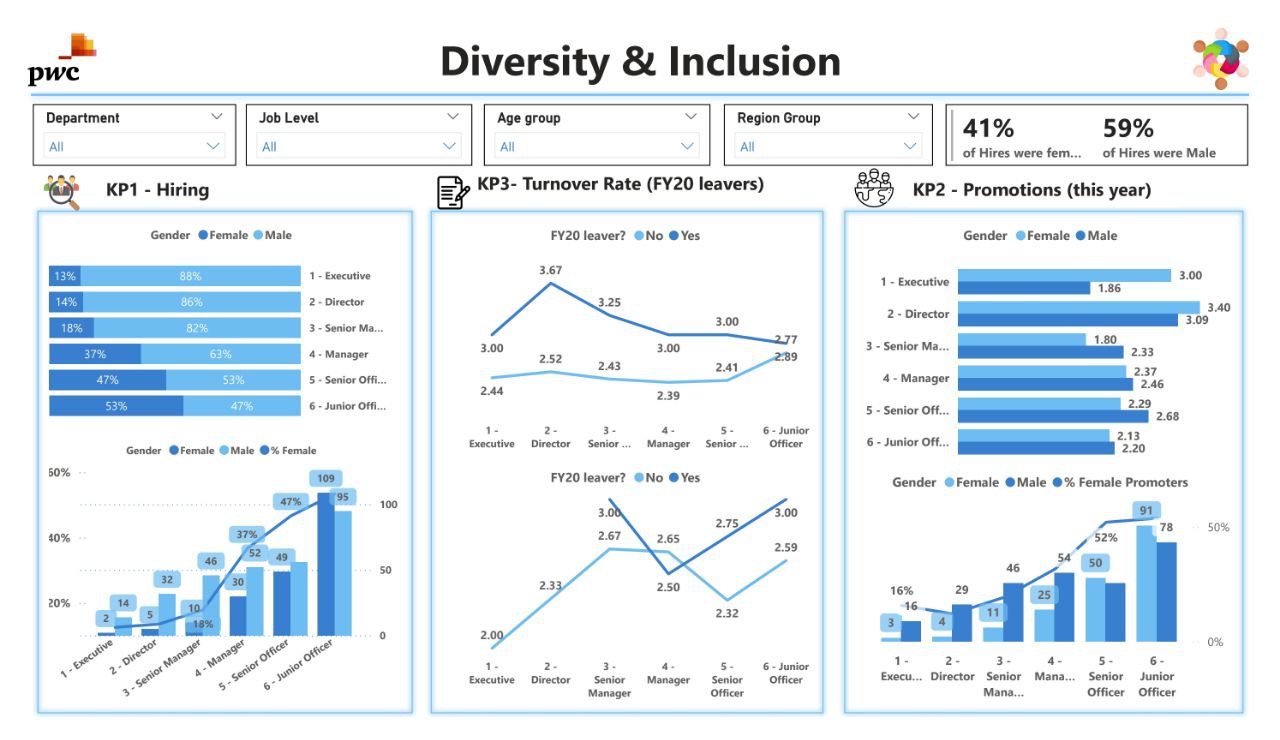 pwc
Diversity & Inclusion
Department
All
Job Level
All
Age group
All
Region Group
All
41%
of Hires were fem...
59%
of Hires were Male
KP1 - Hiring
Gender Female Male
13% 88% 1 - Executive
14% 86% 2 - Director
18% 82% 3 - Senior Ma...
37% 63% 4 - Manager
47% 53% 5 - Senior Offi...
53% 47% 6 - Junior Offi...
Gender Female Male % Female
60%
40%
20%
100
50
0
2 14
5 32
10 46
18%
30 52
37%
49
47%
109 95
1 - Executive
2 - Director
3 - Senior Manager
4 - Manager
5 - Senior Officer
6 - Junior Officer
KP3- Turnover Rate (FY20 leavers)
FY20 leaver? No Yes
3.00 3.67 3.25 3.00 3.00 2.77
2.44 2.52 2.43 2.39 2.41 2.89
1 - Executive
2 - Director
3 - Senior ...
4 - Manager
5 - Senior ...
6 - Junior Officer
FY20 leaver? No Yes
3.00 2.50 2.75 3.00
2.00 2.33 2.67 2.65 2.32 2.59
1 - Executive
2 - Director
3 - Senior Manager
4 - Manager
5 - Senior Officer
6 - Junior Officer
KP2 - Promotions (this year)
Gender Female Male
1 - Executive 3.00
1.86
2 - Director 3.40
3.09
3 - Senior Ma... 1.80
2.33
4 - Manager 2.37
2.46
5 - Senior Off... 2.29
2.68
6 - Junior Off... 2.13
2.20
Gender Female Male % Female Promoters
50%
0%
16%
3 16
4 29
11 46
25 54
52%
50
91 78
1 - Execu...
2 - Director
3 - Senior Mana...
4 - Mana...
5 - Senior Officer
6 - Junior Officer